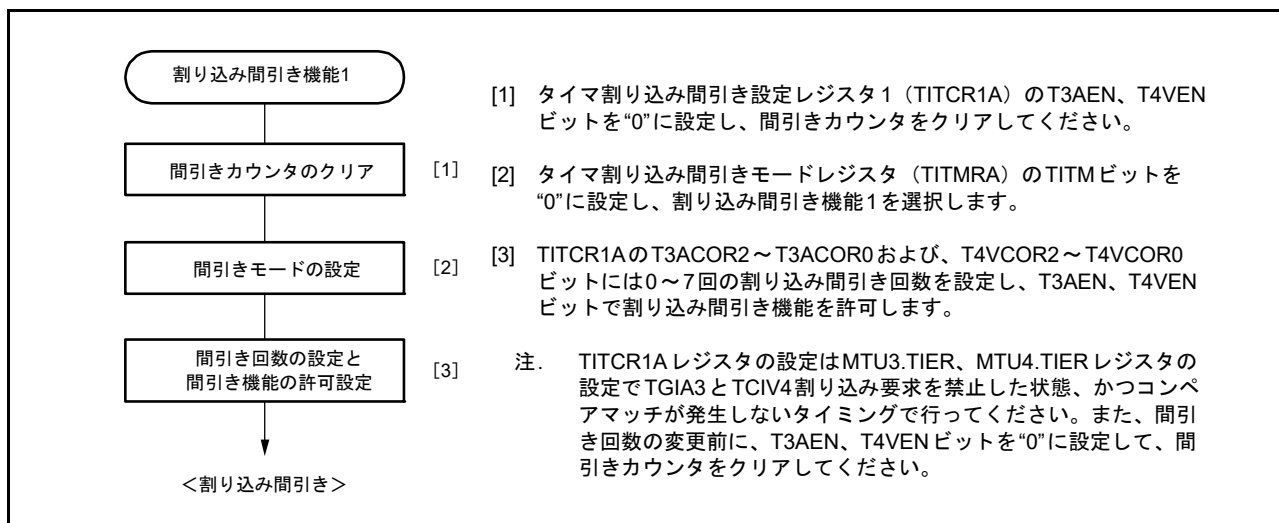 割り込み間引き機能1
間引きカウンタのクリア
[1]
間引きモードの設定
[2]
間引き回数の設定と
間引き機能の許可設定
[3]
＜割り込み間引き＞
[1] タイマ割り込み間引き設定レジスタ1（TITCR1A）のT3AEN、T4VEN
ビットを“0”に設定し、間引きカウンタをクリアしてください。
[2] タイマ割り込み間引きモードレジスタ（TITMRA）のTITMビットを
“0”に設定し、割り込み間引き機能1を選択します。
[3] TITCR1AのT3ACOR2～T3ACOR0および、T4VCOR2～T4VCOR0
ビットには0～7回の割り込み間引き回数を設定し、T3AEN、T4VEN
ビットで割り込み間引き機能を許可します。
注. TITCR1Aレジスタの設定はMTU3.TIER、MTU4.TIERレジスタの
設定でTGIA3とTCIV4割り込み要求を禁止した状態、かつコンペ
アマッチが発生しないタイミングで行ってください。また、間引
き回数の変更前に、T3AEN、T4VENビットを“0”に設定して、間
引きカウンタをクリアしてください。